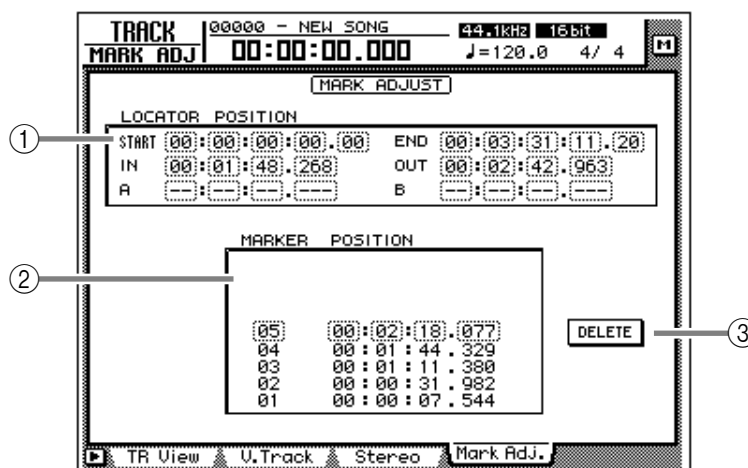 TRACK 00000 - NEW SONG 44.1kHz 16bit
MARK ADJ 00:00:00.000 ♩=120.0 4/ 4 M
MARK ADJUST
LOCATOR POSITION
1 START 00:00:00:00.00 END 00:03:31:11.20
IN 00:01:48.268 OUT 00:02:42.963
A --:--:--.--- B --:--:--.---
MARKER POSITION
2
05 00:02:18.077 DELETE 3
04 00:01:44.329
03 00:01:11.380
02 00:00:31.982
01 00:00:07.544
TR View V.Track Stereo Mark Adj.